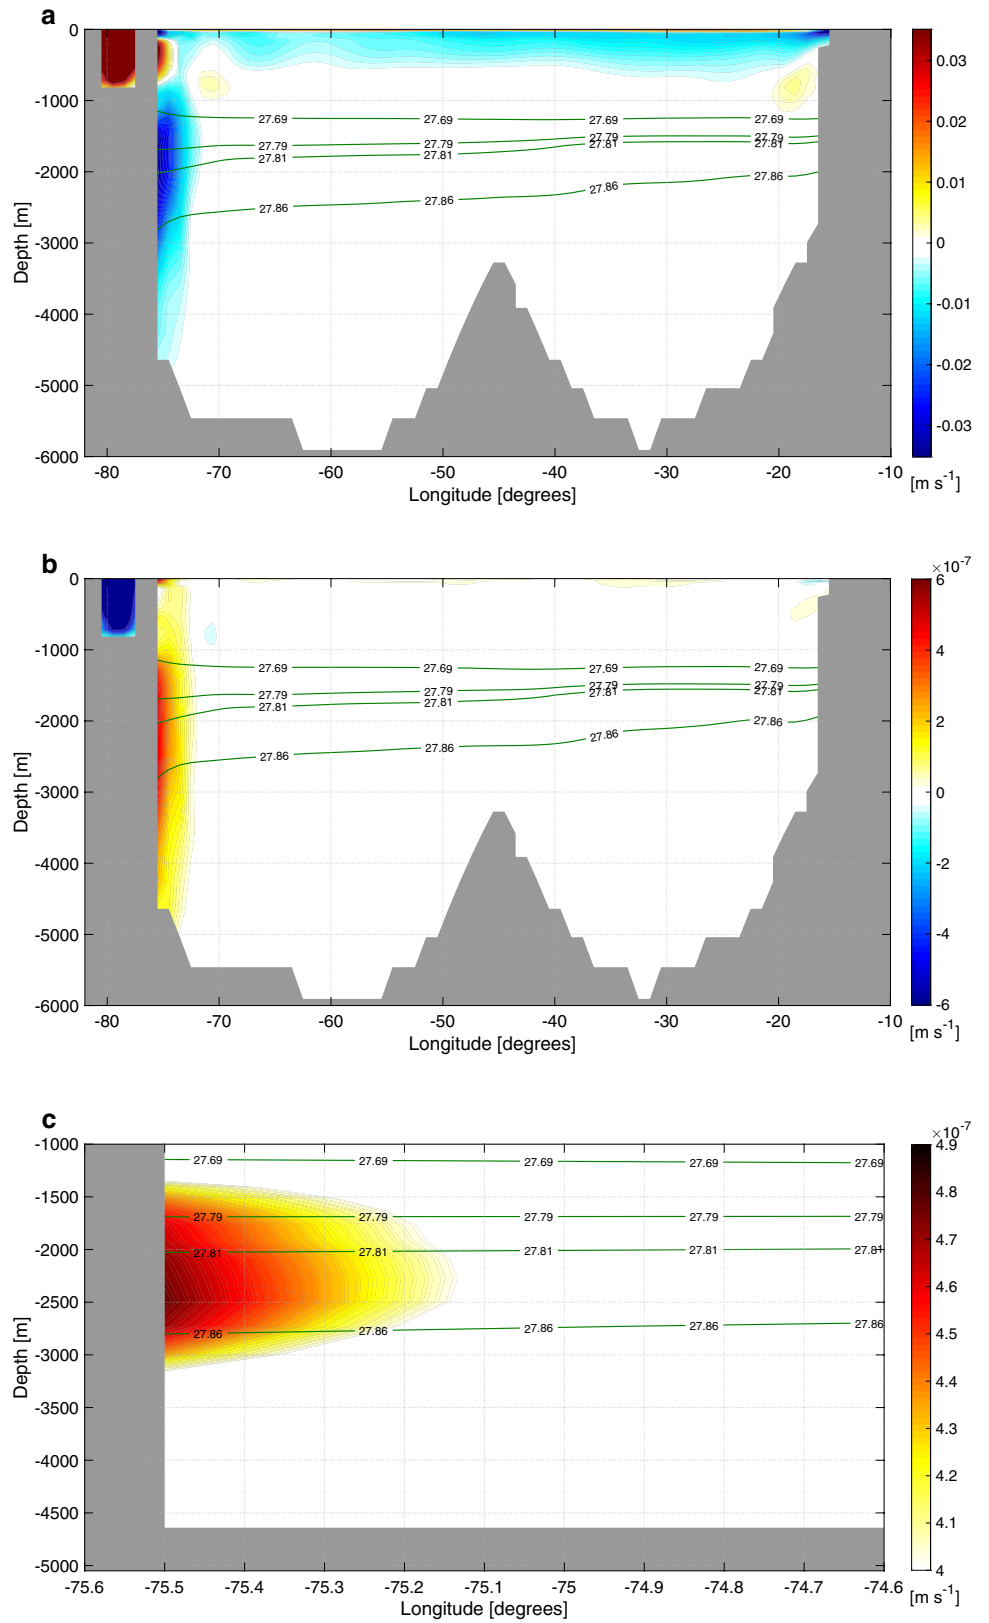 a
0
-1000
-2000
-3000
-4000
-5000
-6000
Depth [m]
27.69 27.69 27.69 27.69
27.79 27.79 27.79 27.79
27.81 27.81 27.81 27.81
27.86 27.86 27.86 27.86
-80 -70 -60 -50 -40 -30 -20 -10
Longitude [degrees]
0.03
0.02
0.01
0
-0.01
-0.02
-0.03
[m s⁻¹]
b
0
-1000
-2000
-3000
-4000
-5000
-6000
Depth [m]
27.69 27.69 27.69 27.69
27.79 27.79 27.79 27.79
27.81 27.81 27.81 27.81
27.86 27.86 27.86 27.86
-80 -70 -60 -50 -40 -30 -20 -10
Longitude [degrees]
×10⁻⁷
6
4
2
0
-2
-4
-6
[m s⁻¹]
c
-1000
-1500
-2000
-2500
-3000
-3500
-4000
-4500
-5000
Depth [m]
27.69 27.69 27.69 27.69 27.69
27.79 27.79 27.79 27.79 27.79
27.81 27.81 27.81 27.81 27.81
27.86 27.86 27.86 27.86 27.86
-75.6 -75.5 -75.4 -75.3 -75.2 -75.1 -75 -74.9 -74.8 -74.7 -74.6
Longitude [degrees]
×10⁻⁷
4.9
4.8
4.7
4.6
4.5
4.4
4.3
4.2
4.1
4
[m s⁻¹]